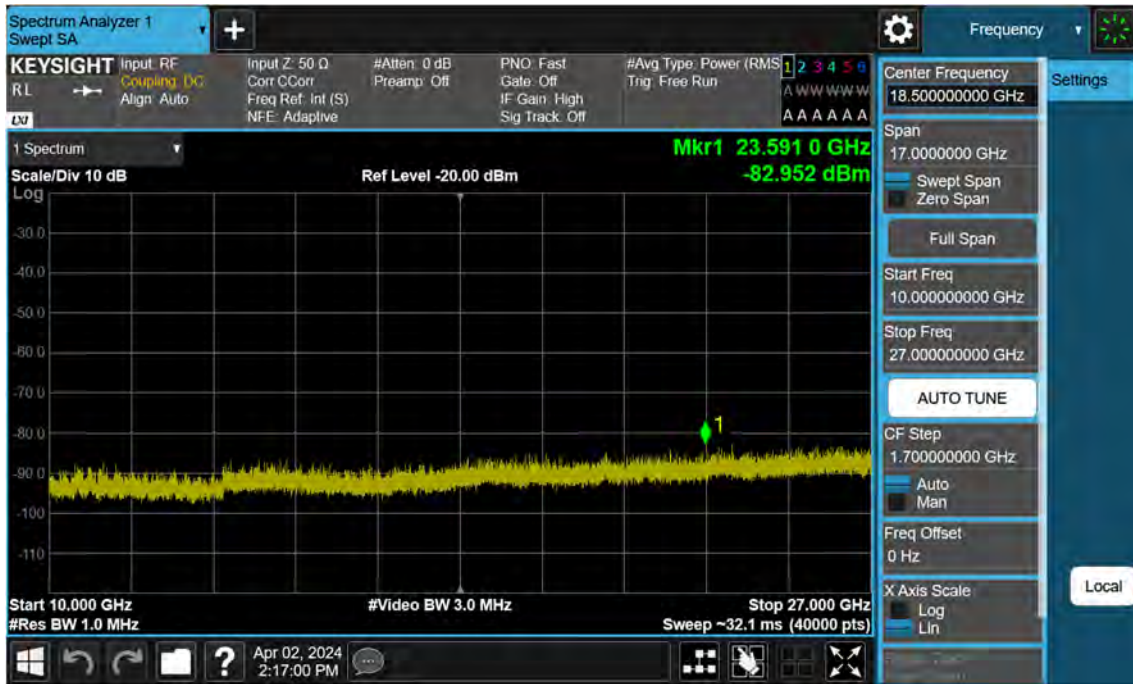 Spectrum Analyzer 1
Swept SA
Frequency
KEYSIGHT
RL
LXI
Input: RF
Coupling: DC
Align: Auto
Input Z: 50 Ω
Corr CCorr
Freq Ref: Int (S)
NFE: Adaptive
#Atten: 0 dB
Preamp: Off
PNO: Fast
Gate: Off
IF Gain: High
Sig Track: Off
#Avg Type: Power (RMS
Trig: Free Run
1 2 3 4 5 6
A W W W W W
A A A A A A
1 Spectrum
Scale/Div 10 dB
Ref Level -20.00 dBm
Mkr1 23.591 0 GHz
-82.952 dBm
Log
-30.0
-40.0
-50.0
-60.0
-70.0
-80.0
-90.0
-100
-110
1
Start 10.000 GHz
#Video BW 3.0 MHz
Stop 27.000 GHz
#Res BW 1.0 MHz
Sweep ~32.1 ms (40000 pts)
Center Frequency
18.500000000 GHz
Span
17.0000000 GHz
Swept Span
Zero Span
Full Span
Start Freq
10.000000000 GHz
Stop Freq
27.000000000 GHz
AUTO TUNE
CF Step
1.700000000 GHz
Auto
Man
Freq Offset
0 Hz
X Axis Scale
Log
Lin
Settings
Local
?
Apr 02, 2024
2:17:00 PM